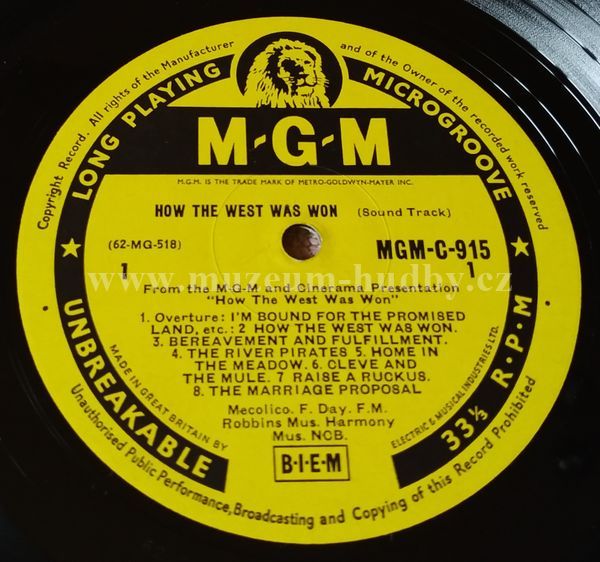 Copyright Record. All rights of the Manufacturer and of the Owner of the recorded work reserved
LONG PLAYING MICROGROOVE
M-G-M
M.G.M. IS THE TRADE MARK OF METRO-GOLDWYN-MAYER INC.
HOW THE WEST WAS WON (Sound Track)
(62-MG-518) MGM-C-915
1 1
www.muzeum-hudby.cz
From the M-G-M and Cinerama Presentation
"How The West Was Won"
1. Overture: I'M BOUND FOR THE PROMISED
LAND, etc.: 2 HOW THE WEST WAS WON.
3. BEREAVEMENT AND FULFILLMENT.
4. THE RIVER PIRATES 5. HOME IN
THE MEADOW. 6. CLEVE AND
THE MULE. 7 RAISE A RUCKUS.
8. THE MARRIAGE PROPOSAL
Mecolico. F. Day. F.M.
Robbins Mus. Harmony
Mus. NCB.
B·I·E·M
MADE IN GREAT BRITAIN BY ELECTRIC & MUSICAL INDUSTRIES LTD.
UNBREAKABLE 33⅓ R·P·M
Unauthorised Public Performance, Broadcasting and Copying of this Record Prohibited